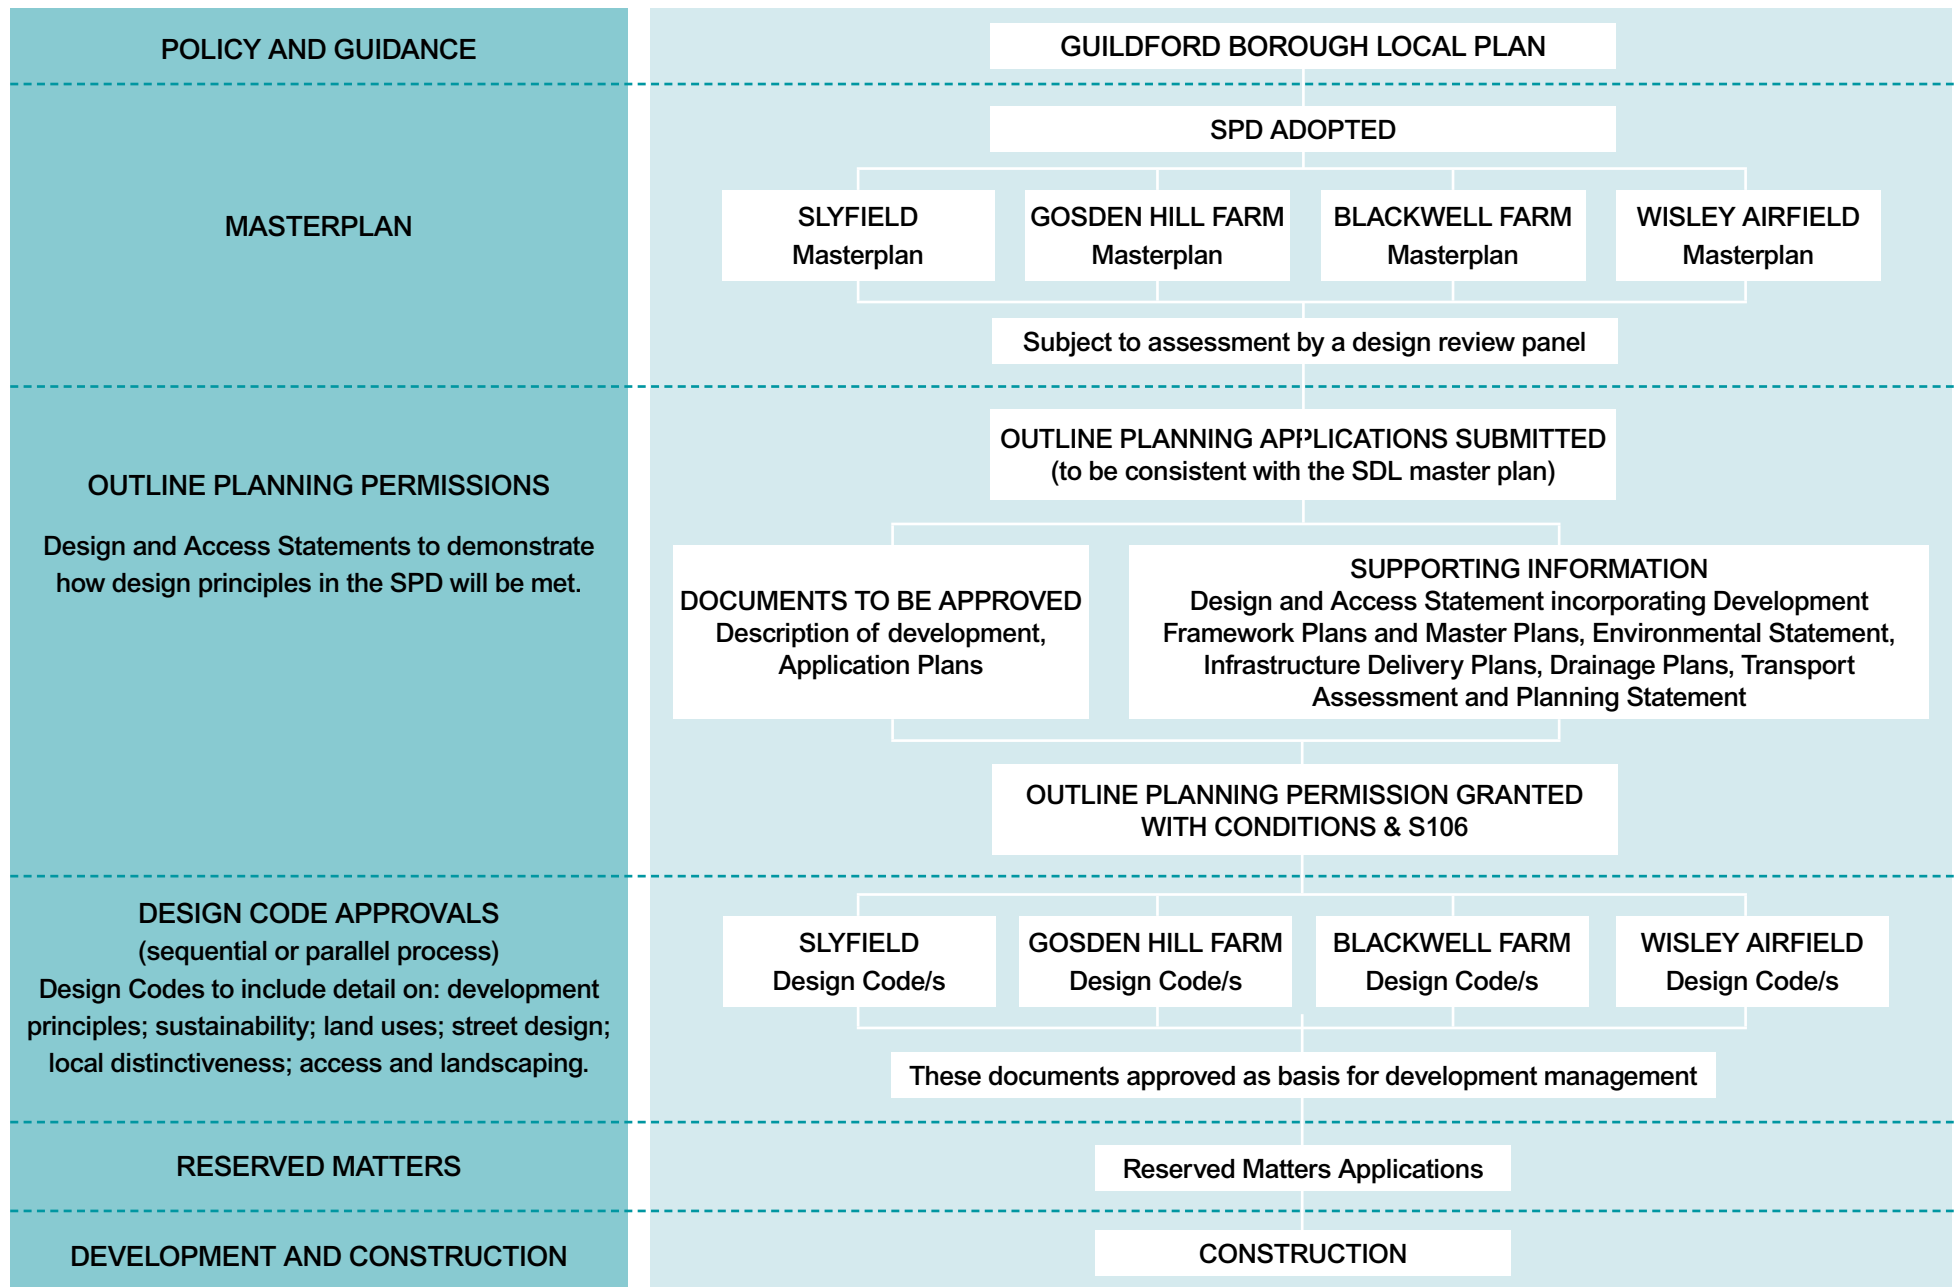 POLICY AND GUIDANCE
GUILDFORD BOROUGH LOCAL PLAN
MASTERPLAN
SPD ADOPTED
SLYFIELD
Masterplan
GOSDEN HILL FARM
Masterplan
BLACKWELL FARM
Masterplan
WISLEY AIRFIELD
Masterplan
Subject to assessment by a design review panel
OUTLINE PLANNING PERMISSIONS
Design and Access Statements to demonstrate
how design principles in the SPD will be met.
OUTLINE PLANNING APPLICATIONS SUBMITTED
(to be consistent with the SDL master plan)
DOCUMENTS TO BE APPROVED
Description of development,
Application Plans
SUPPORTING INFORMATION
Design and Access Statement incorporating Development
Framework Plans and Master Plans, Environmental Statement,
Infrastructure Delivery Plans, Drainage Plans, Transport
Assessment and Planning Statement
OUTLINE PLANNING PERMISSION GRANTED
WITH CONDITIONS & S106
DESIGN CODE APPROVALS
(sequential or parallel process)
Design Codes to include detail on: development
principles; sustainability; land uses; street design;
local distinctiveness; access and landscaping.
SLYFIELD
Design Code/s
GOSDEN HILL FARM
Design Code/s
BLACKWELL FARM
Design Code/s
WISLEY AIRFIELD
Design Code/s
These documents approved as basis for development management
RESERVED MATTERS
Reserved Matters Applications
DEVELOPMENT AND CONSTRUCTION
CONSTRUCTION